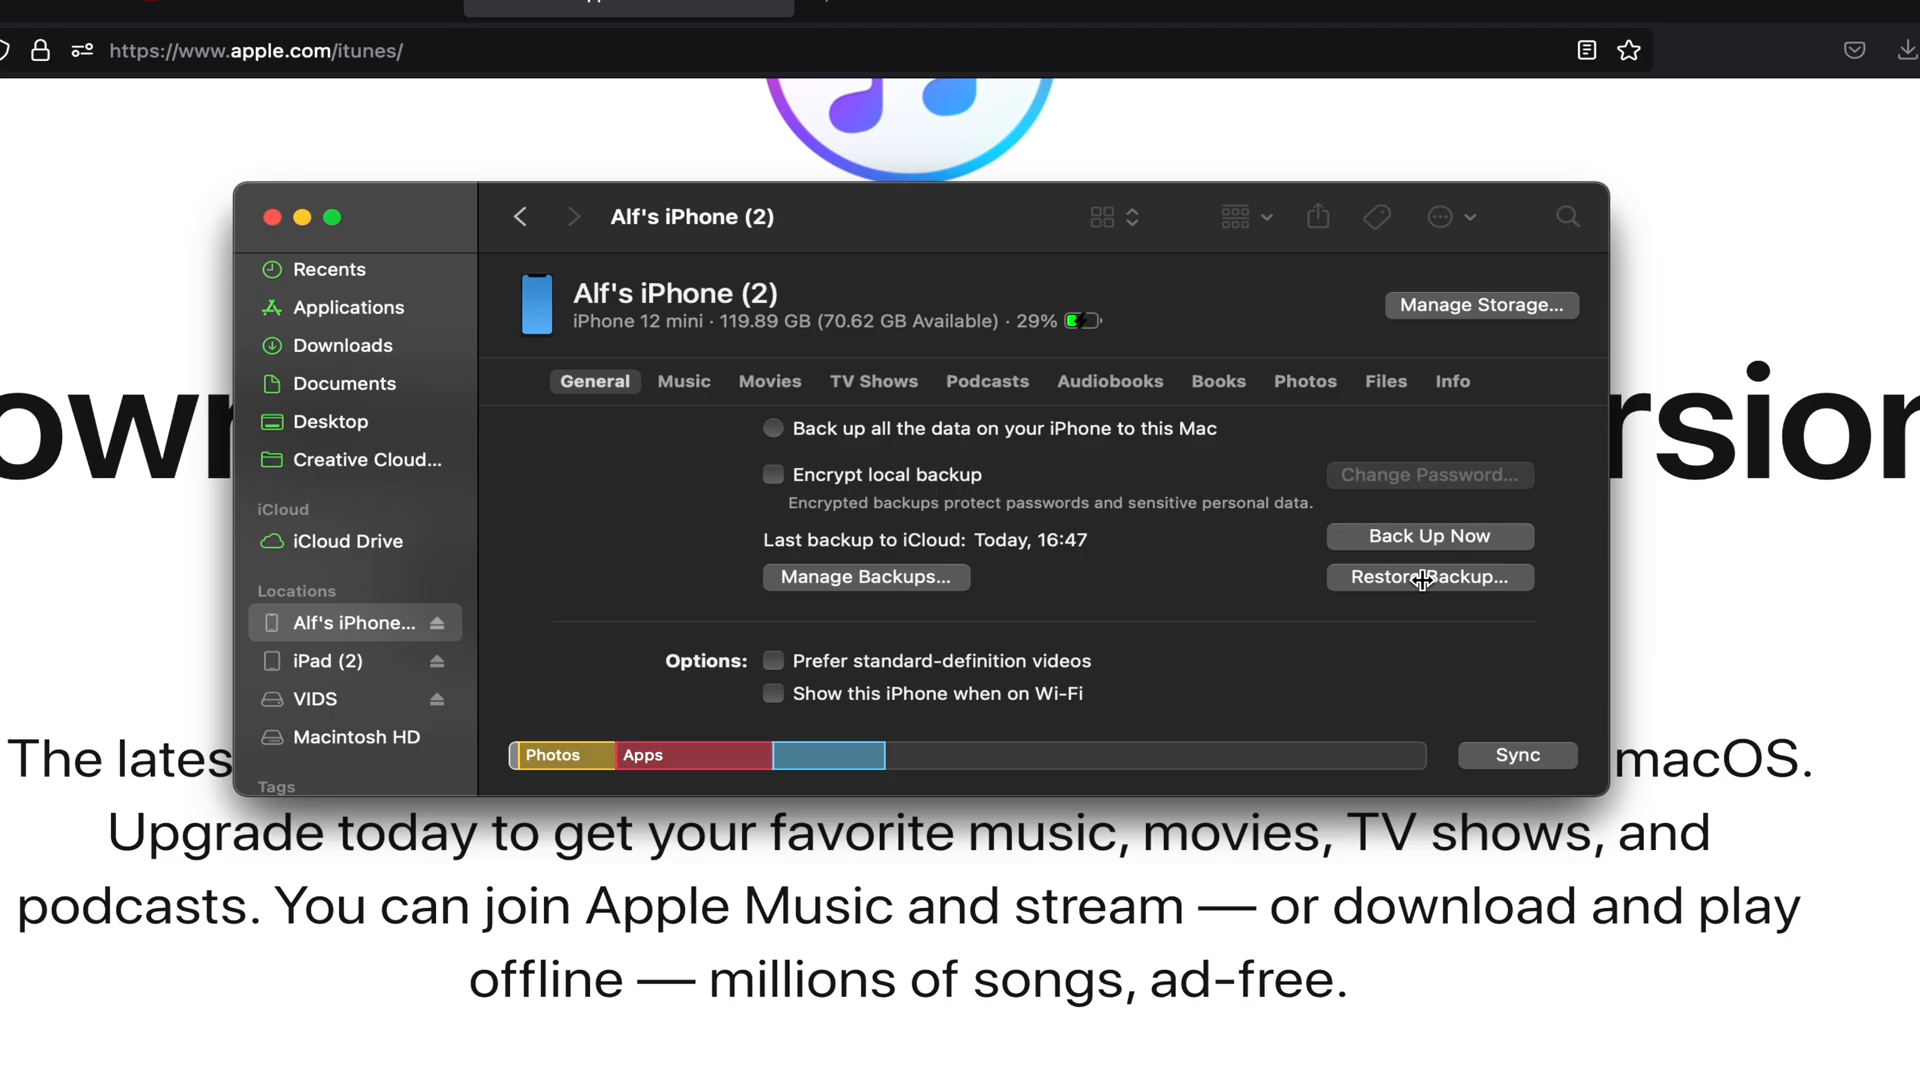 https://www.apple.com/itunes/
Alf's iPhone (2)
Recents
Applications
Downloads
Documents
Desktop
Creative Cloud...
iCloud
iCloud Drive
Locations
Alf's iPhone...
iPad (2)
VIDS
Macintosh HD
Tags
Alf's iPhone (2)
iPhone 12 mini · 119.89 GB (70.62 GB Available) · 29%
Manage Storage...
General Music Movies TV Shows Podcasts Audiobooks Books Photos Files Info
Back up all the data on your iPhone to this Mac
Encrypt local backup
Change Password...
Encrypted backups protect passwords and sensitive personal data.
Last backup to iCloud: Today, 16:47
Back Up Now
Manage Backups...
Restore Backup...
Options:
Prefer standard-definition videos
Show this iPhone when on Wi-Fi
Photos Apps
Sync
The lates macOS.
Upgrade today to get your favorite music, movies, TV shows, and
podcasts. You can join Apple Music and stream — or download and play
offline — millions of songs, ad-free.